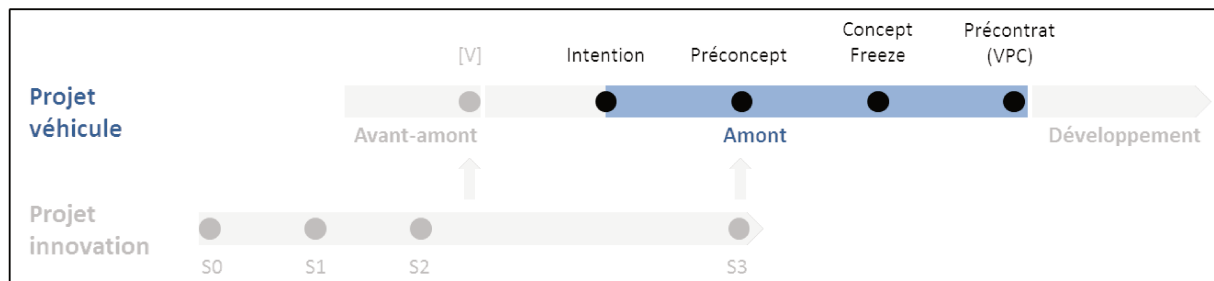 [V]
Intention
Préconcept
Concept
Freeze
Précontrat
(VPC)
Projet
véhicule
Avant-amont
Amont
Développement
Projet
innovation
S0
S1
S2
S3